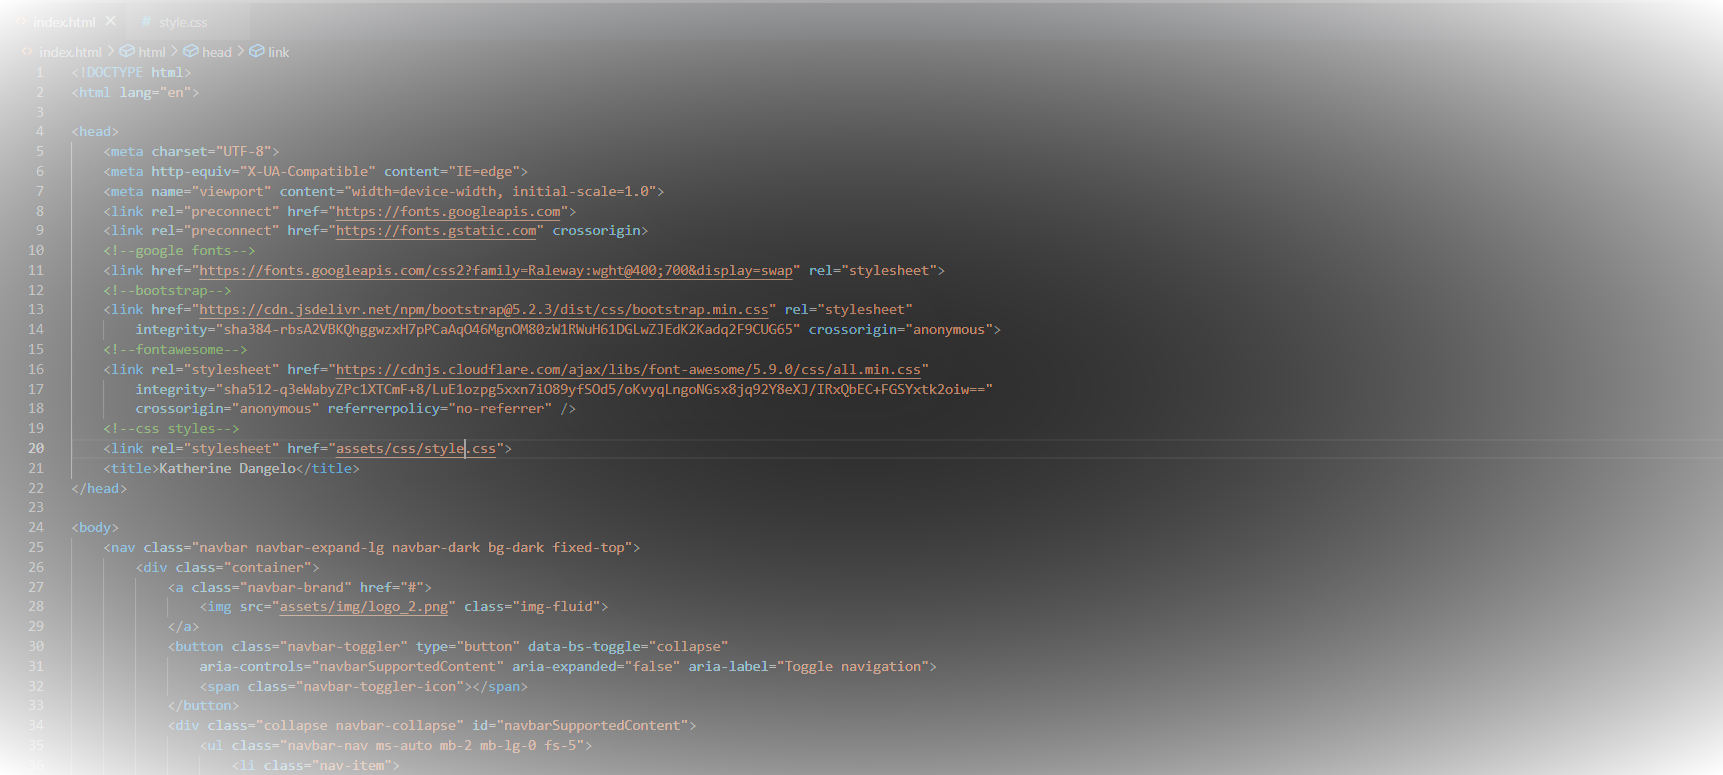 index.html × # style.css
index.html > html > head > link
1 <!DOCTYPE html>
2 <html lang="en">
3
4 <head>
5 <meta charset="UTF-8">
6 <meta http-equiv="X-UA-Compatible" content="IE=edge">
7 <meta name="viewport" content="width=device-width, initial-scale=1.0">
8 <link rel="preconnect" href="https://fonts.googleapis.com">
9 <link rel="preconnect" href="https://fonts.gstatic.com" crossorigin>
10 <!--google fonts-->
11 <link href="https://fonts.googleapis.com/css2?family=Raleway:wght@400;700&display=swap" rel="stylesheet">
12 <!--bootstrap-->
13 <link href="https://cdn.jsdelivr.net/npm/bootstrap@5.2.3/dist/css/bootstrap.min.css" rel="stylesheet"
14 integrity="sha384-rbsA2VBKQhggwzxH7pPCaAqO46MgnOM80zW1RWuH61DGLwZJEdK2Kadq2F9CUG65" crossorigin="anonymous">
15 <!--fontawesome-->
16 <link rel="stylesheet" href="https://cdnjs.cloudflare.com/ajax/libs/font-awesome/5.9.0/css/all.min.css"
17 integrity="sha512-q3eWabyZPc1XTCmF+8/LuE1ozpg5xxn7iO89yfSOd5/oKvyqLngoNGsx8jq92Y8eXJ/IRxQbEC+FGSYxtk2oiw=="
18 crossorigin="anonymous" referrerpolicy="no-referrer" />
19 <!--css styles-->
20 <link rel="stylesheet" href="assets/css/style.css">
21 <title>Katherine Dangelo</title>
22 </head>
23
24 <body>
25 <nav class="navbar navbar-expand-lg navbar-dark bg-dark fixed-top">
26 <div class="container">
27 <a class="navbar-brand" href="#">
28 <img src="assets/img/logo_2.png" class="img-fluid">
29 </a>
30 <button class="navbar-toggler" type="button" data-bs-toggle="collapse"
31 aria-controls="navbarSupportedContent" aria-expanded="false" aria-label="Toggle navigation">
32 <span class="navbar-toggler-icon"></span>
33 </button>
34 <div class="collapse navbar-collapse" id="navbarSupportedContent">
35 <ul class="navbar-nav ms-auto mb-2 mb-lg-0 fs-5">
36 <li class="nav-item">